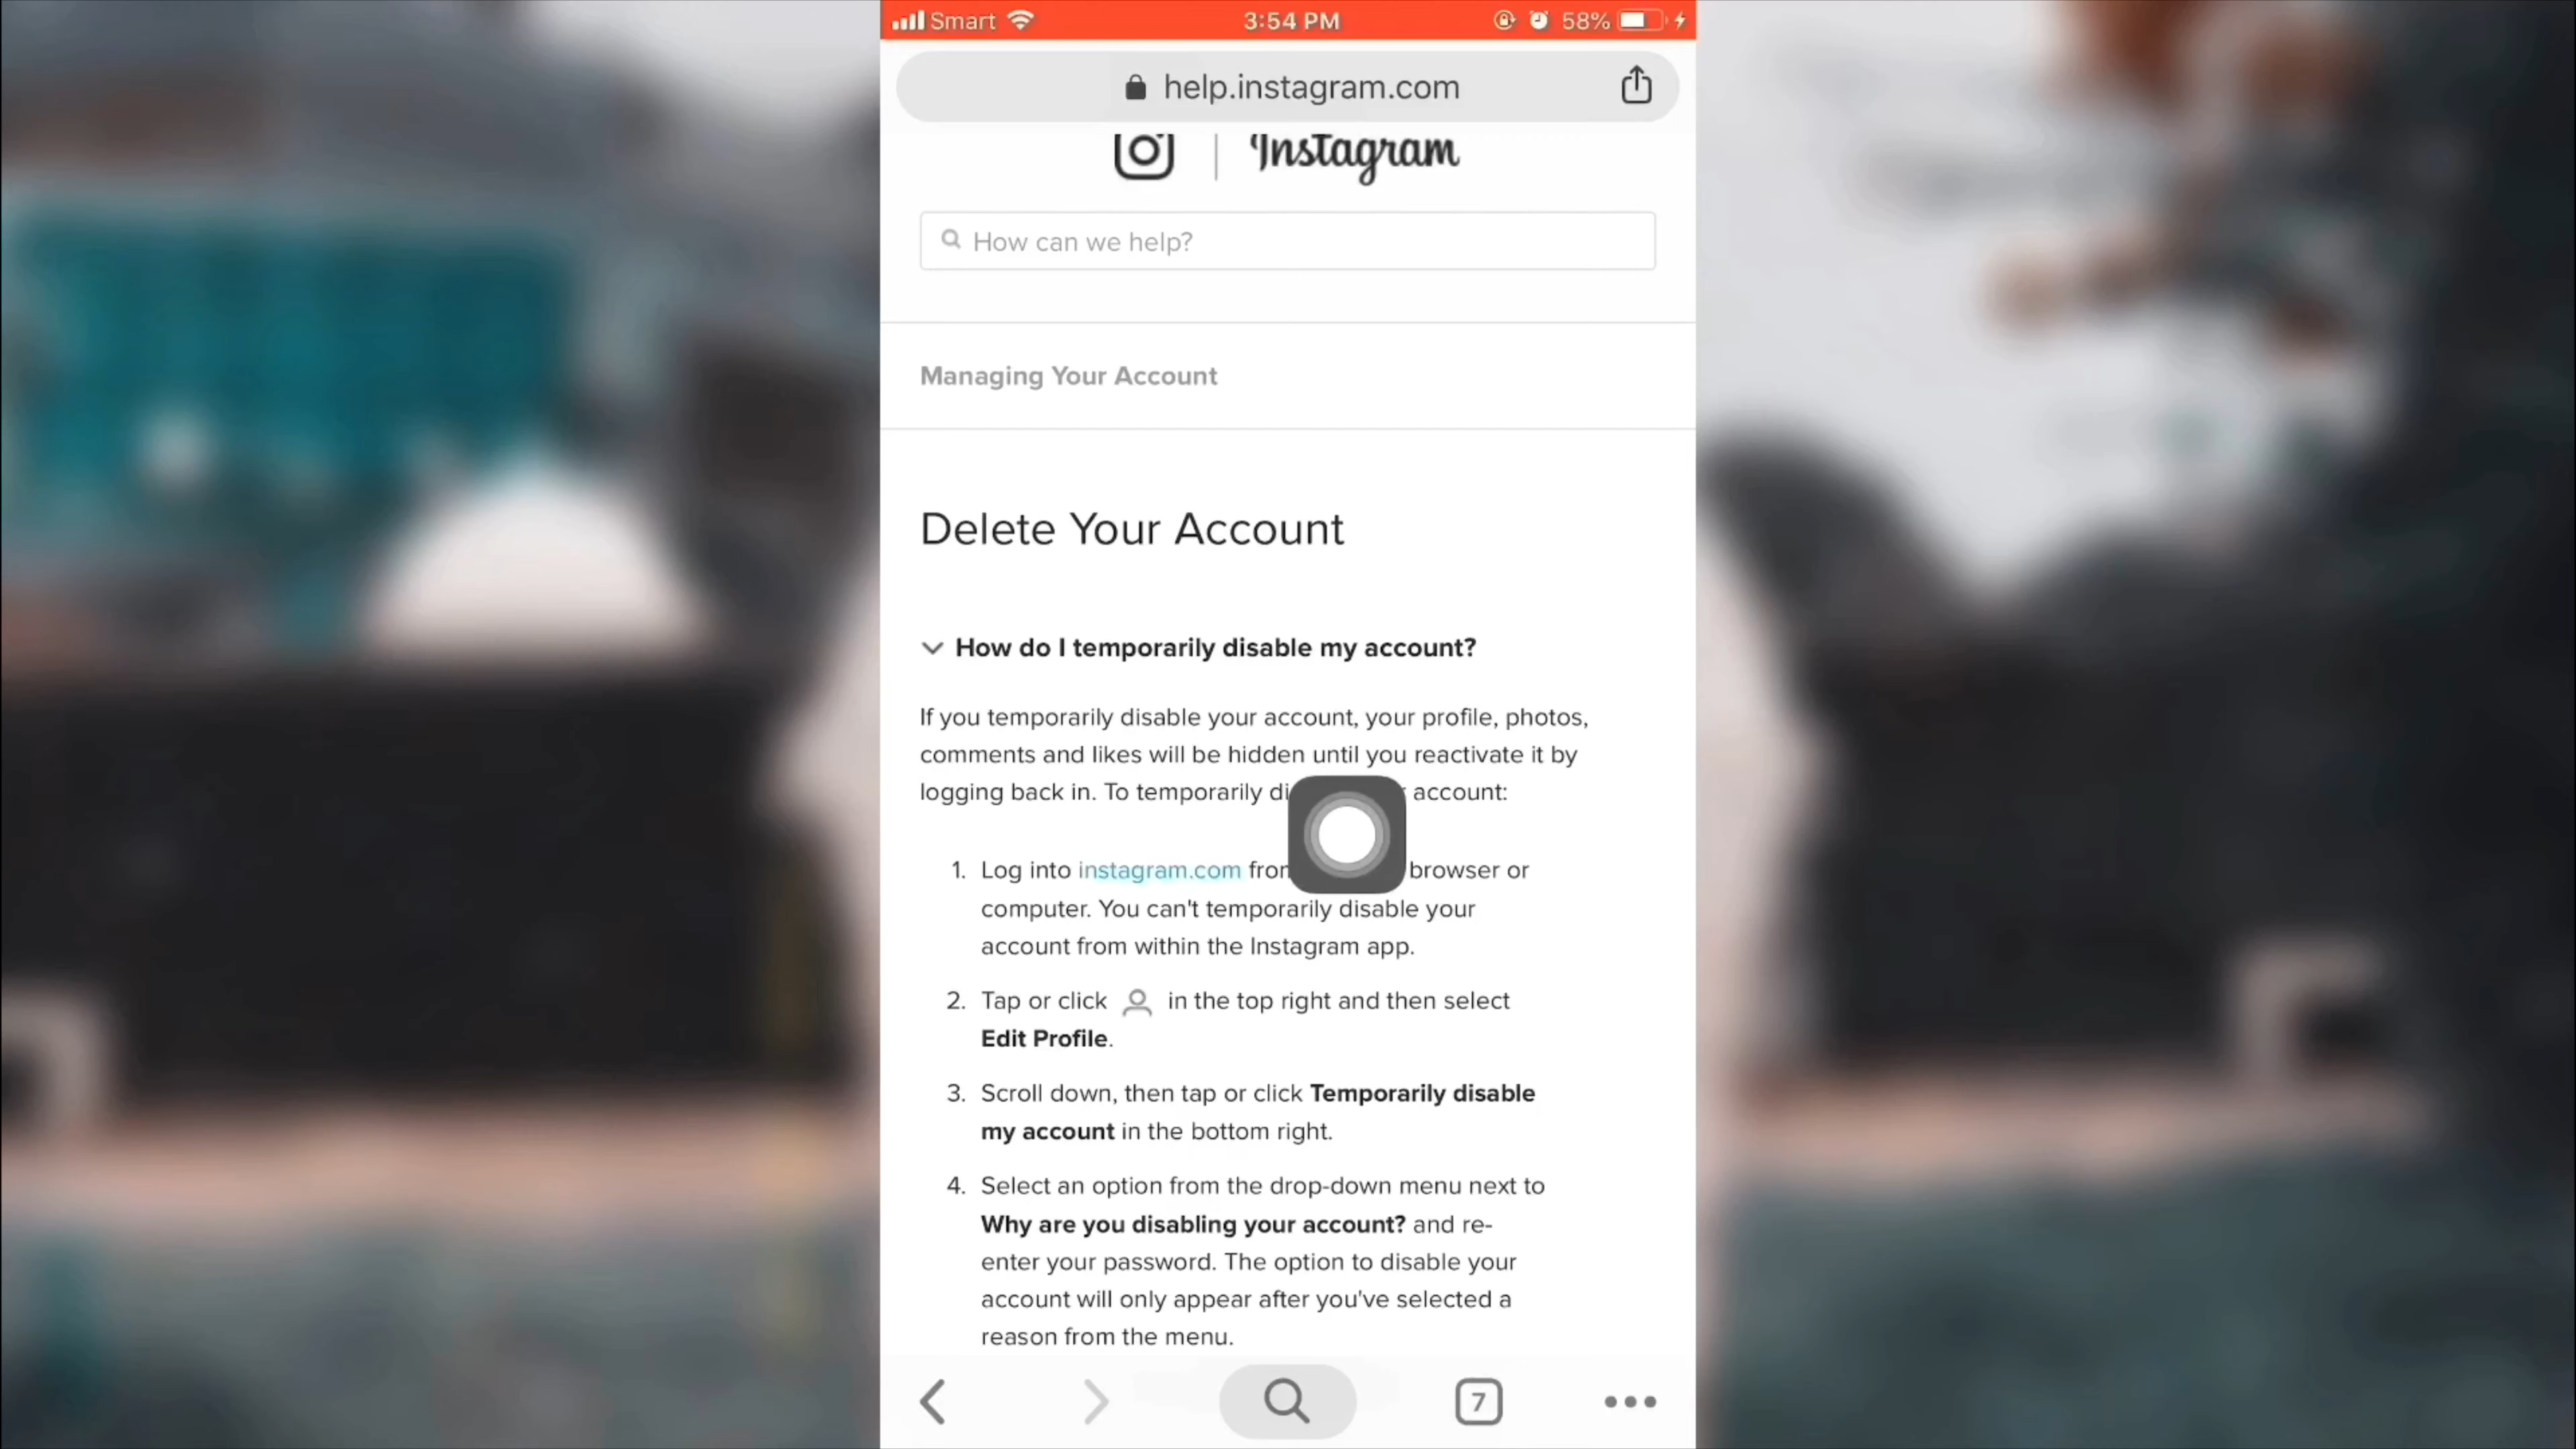 Smart 3:54 PM 58%
help.instagram.com
Instagram
How can we help?
Managing Your Account
Delete Your Account
How do I temporarily disable my account?
If you temporarily disable your account, your profile, photos,
comments and likes will be hidden until you reactivate it by
logging back in. To temporarily di account:
1. Log into instagram.com from browser or
computer. You can't temporarily disable your
account from within the Instagram app.
2. Tap or click in the top right and then select
Edit Profile.
3. Scroll down, then tap or click Temporarily disable
my account in the bottom right.
4. Select an option from the drop-down menu next to
Why are you disabling your account? and re-
enter your password. The option to disable your
account will only appear after you've selected a
reason from the menu.
7